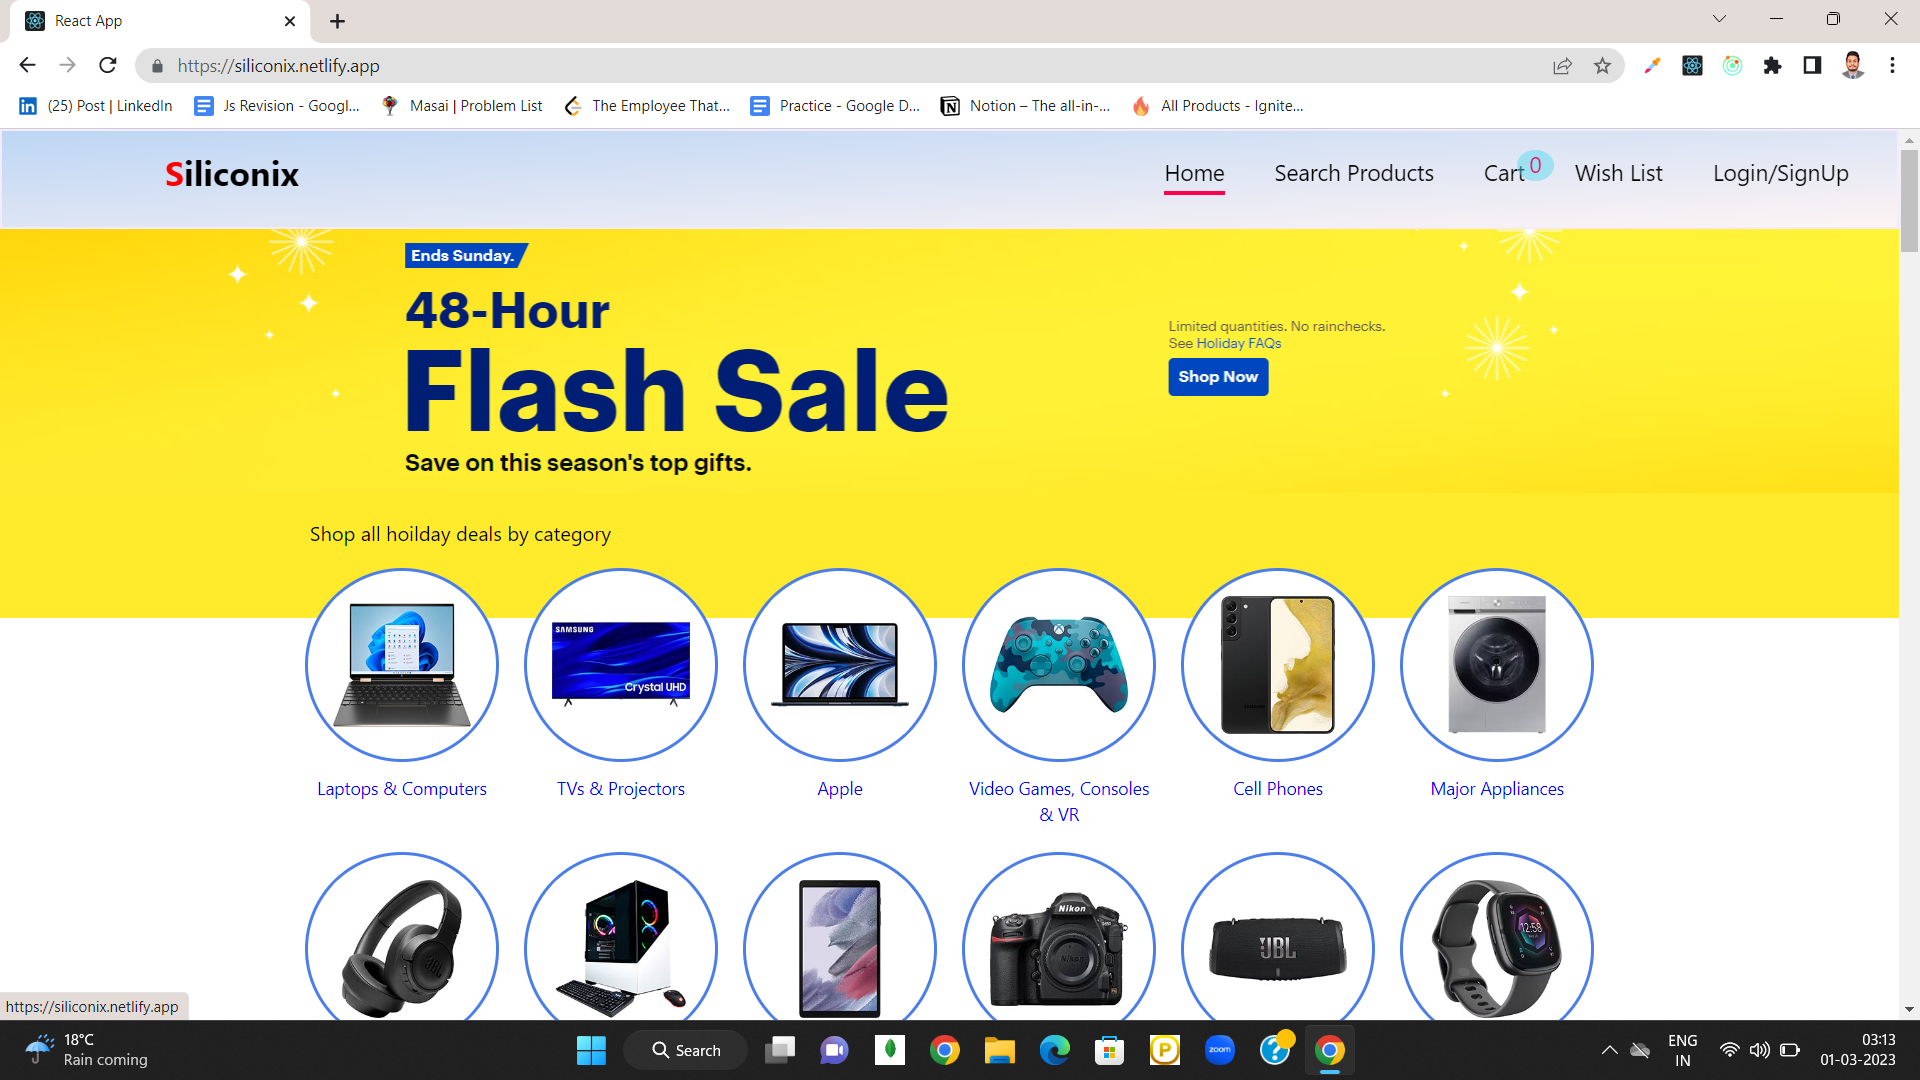 React App
https://siliconix.netlify.app
(25) Post | LinkedIn
Js Revision - Googl...
Masai | Problem List
The Employee That...
Practice - Google D...
Notion – The all-in-...
All Products - Ignite...
Siliconix
Home
Search Products
Cart 0
Wish List
Login/SignUp
Ends Sunday.
48-Hour
Flash Sale
Save on this season's top gifts.
Limited quantities. No rainchecks.
See Holiday FAQs
Shop Now
Shop all hoilday deals by category
SAMSUNG
Crystal UHD
Laptops & Computers
TVs & Projectors
Apple
Video Games, Consoles
& VR
Cell Phones
Major Appliances
JBL
Nikon
Nikon
JBL
12:58
https://siliconix.netlify.app
18°C
Rain coming
Search
zoom
ENG
IN
03:13
01-03-2023